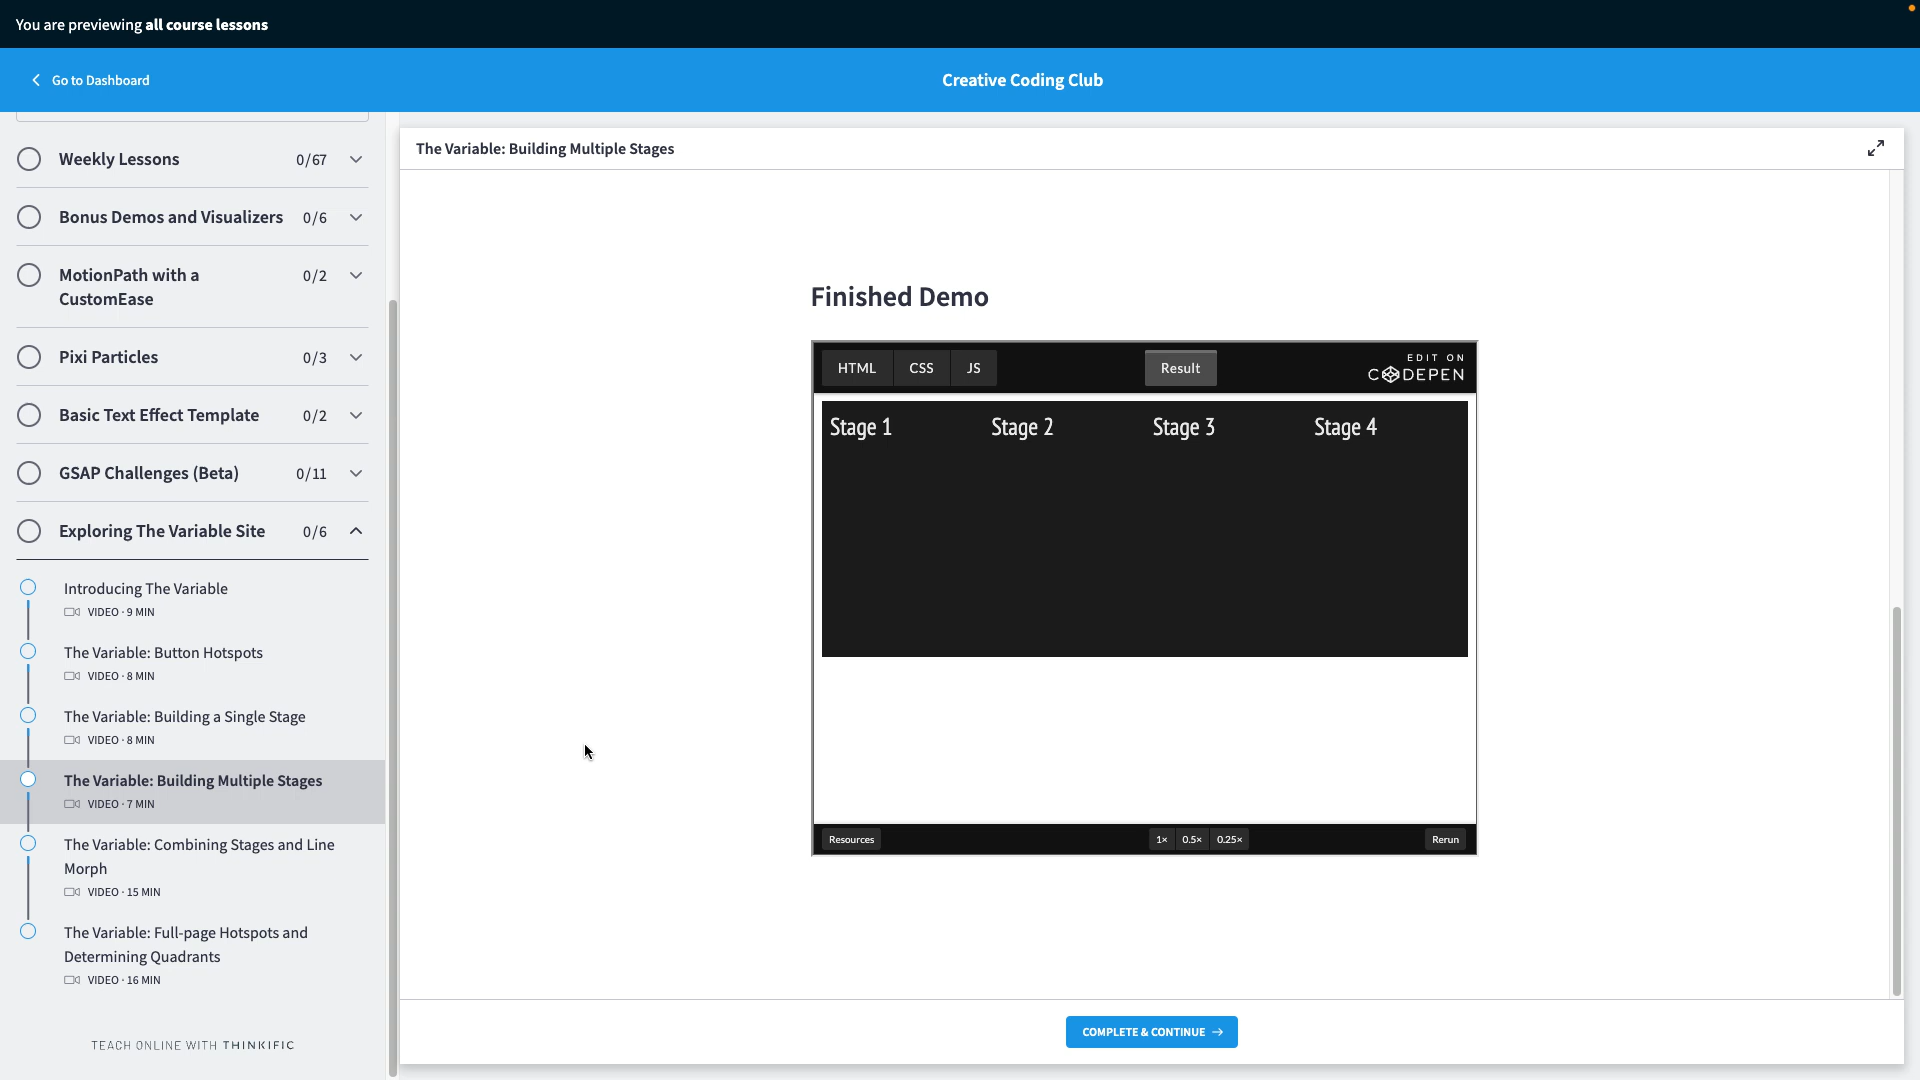 You are previewing all course lessons
Go to Dashboard
Creative Coding Club
Weekly Lessons 0/67
Bonus Demos and Visualizers 0/6
MotionPath with a 0/2
CustomEase
Pixi Particles 0/3
Basic Text Effect Template 0/2
GSAP Challenges (Beta) 0/11
Exploring The Variable Site 0/6
Introducing The Variable
VIDEO · 9 MIN
The Variable: Button Hotspots
VIDEO · 8 MIN
The Variable: Building a Single Stage
VIDEO · 8 MIN
The Variable: Building Multiple Stages
VIDEO · 7 MIN
The Variable: Combining Stages and Line
Morph
VIDEO · 15 MIN
The Variable: Full-page Hotspots and
Determining Quadrants
VIDEO · 16 MIN
TEACH ONLINE WITH THINKIFIC
The Variable: Building Multiple Stages
Finished Demo
HTML CSS JS Result EDIT ON
CODEPEN
Stage 1 Stage 2 Stage 3 Stage 4
Resources 1× 0.5× 0.25× Rerun
COMPLETE & CONTINUE →